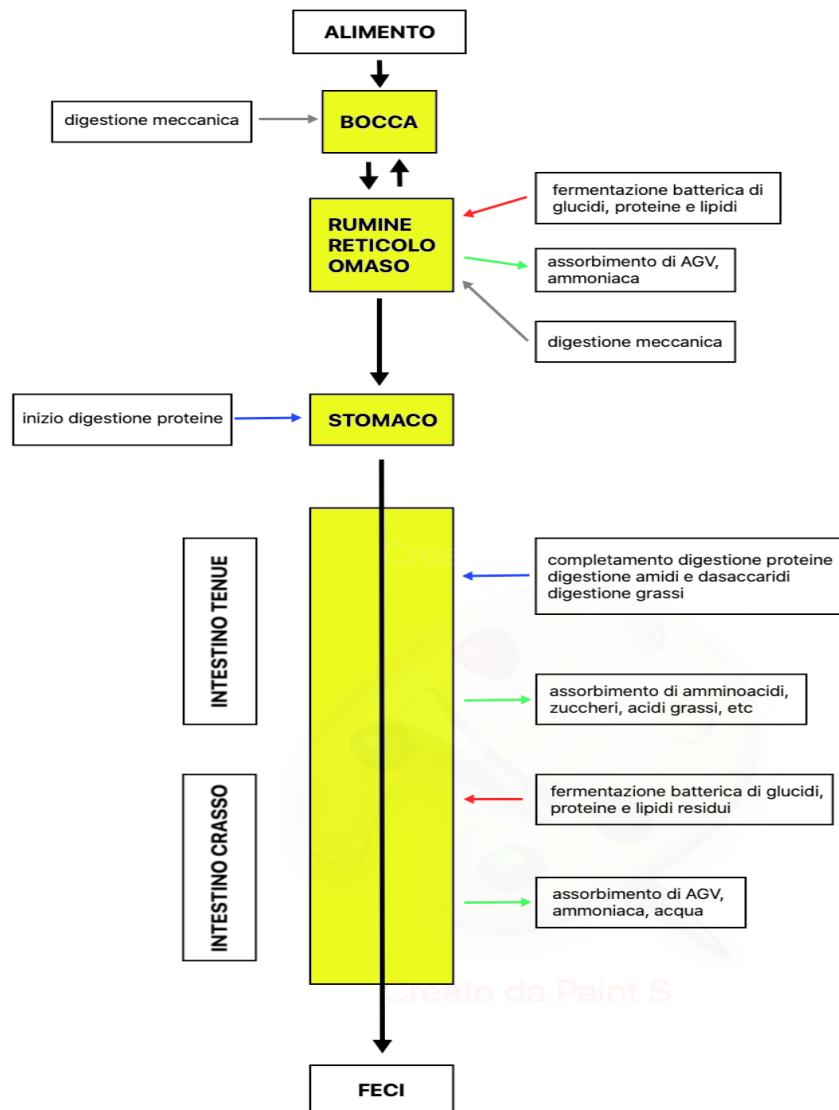 ALIMENTO
digestione meccanica
BOCCA
fermentazione batterica di
glucidi, proteine e lipidi
RUMINE
RETICOLO
OMASO
assorbimento di AGV,
ammoniaca
digestione meccanica
inizio digestione proteine
STOMACO
INTESTINO TENUE
completamento digestione proteine
digestione amidi e dasaccaridi
digestione grassi
assorbimento di amminoacidi,
zuccheri, acidi grassi, etc
INTESTINO CRASSO
fermentazione batterica di glucidi,
proteine e lipidi residui
assorbimento di AGV,
ammoniaca, acqua
Creato da Paint S
FECI